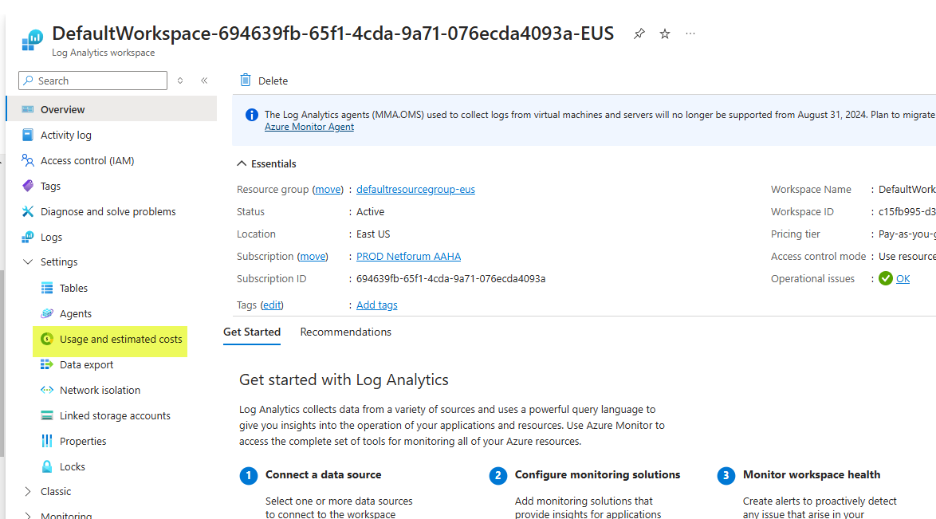 DefaultWorkspace-694639fb-65f1-4cda-9a71-076ecda4093a-EUS
Log Analytics workspace
Search
Delete
Overview
Activity log
Access control (IAM)
Tags
Diagnose and solve problems
Logs
Settings
Tables
Agents
Usage and estimated costs
Data export
Network isolation
Linked storage accounts
Properties
Locks
Classic
Monitoring
The Log Analytics agents (MMA,OMS) used to collect logs from virtual machines and servers will no longer be supported from August 31, 2024. Plan to migrate
Azure Monitor Agent
Essentials
Resource group (move) : defaultresourcegroup-eus
Status : Active
Location : East US
Subscription (move) : PROD Netforum AAHA
Subscription ID : 694639fb-65f1-4cda-9a71-076ecda4093a
Tags (edit) : Add tags
Workspace Name : DefaultWork
Workspace ID : c15fb995-d3
Pricing tier : Pay-as-you-g
Access control mode : Use resource
Operational issues : OK
Get Started Recommendations
Get started with Log Analytics
Log Analytics collects data from a variety of sources and uses a powerful query language to
give you insights into the operation of your applications and resources. Use Azure Monitor to
access the complete set of tools for monitoring all of your Azure resources.
1 Connect a data source
Select one or more data sources
to connect to the workspace
2 Configure monitoring solutions
Add monitoring solutions that
provide insights for applications
3 Monitor workspace health
Create alerts to proactively detect
any issue that arise in your